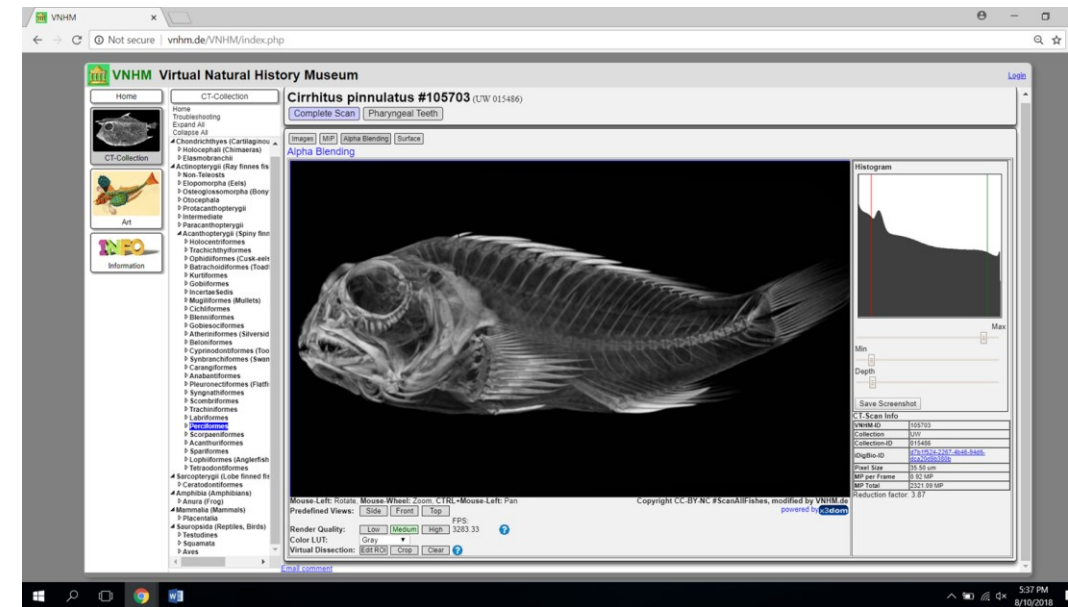 VNHM
Not secure | vnhm.de/VNHM/index.php
VNHM Virtual Natural History Museum
Login
Home
CT-Collection
Art
INFO
Information
CT-Collection
Home
Troubleshooting
Expand All
Collapse All
Chondrichthyes (Cartilaginou
Holocephali (Chimaeras)
Elasmobranchii
Actinopterygii (Ray finnes fis
Non-Teleosts
Elopomorpha (Eels)
Osteoglossomorpha (Bony
Otocephala
Protacanthopterygii
Intermediate
Paracanthopterygii
Acanthopterygii (Spiny finn
Holocentriformes
Trachichthyiformes
Ophidiiformes (Cusk-eels
Batrachoidiformes (Toad
Kurtiformes
Gobiiformes
IncertaeSedis
Mugiliformes (Mullets)
Cichliformes
Blenniiformes
Gobiesociformes
Atheriniformes (Silversid
Beloniformes
Cyprinodontiformes (Too
Synbranchiformes (Swan
Carangiformes
Anabantiformes
Pleuronectiformes (Flatfi
Syngnathiformes
Scombriformes
Trachiniformes
Labriformes
Perciformes
Scorpaeniformes
Acanthuriformes
Spariformes
Lophiiformes (Anglerfish
Tetraodontiformes
Sarcopterygii (Lobe finned fis
Ceratodontiformes
Amphibia (Amphibians)
Anura (Frog)
Mammalia (Mammals)
Placentalia
Sauropsida (Reptiles, Birds)
Testudines
Squamata
Aves
Cirrhitus pinnulatus #105703 (UW 015486)
Complete Scan Pharyngeal Teeth
Images MIP Alpha Blending Surface
Alpha Blending
Histogram
Max
Min
Depth
Save Screenshot
CT-Scan Info
VNHM-ID 105703
Collection UW
Collection-ID 015486
iDigBio-ID
Pixel Size 35.50 um
MP per Frame 0.92 MP
MP Total 2321.09 MP
Reduction factor: 3.87
Mouse-Left: Rotate, Mouse-Wheel: Zoom, CTRL+Mouse-Left: Pan
Copyright CC-BY-NC #ScanAllFishes, modified by VNHM.de
powered by x3dom
Predefined Views: Side Front Top
FPS:
Render Quality: Low Medium High 3283.33
Color LUT: Gray
Virtual Dissection: Edit ROI Crop Clear
Email comment
5:37 PM
8/10/2018